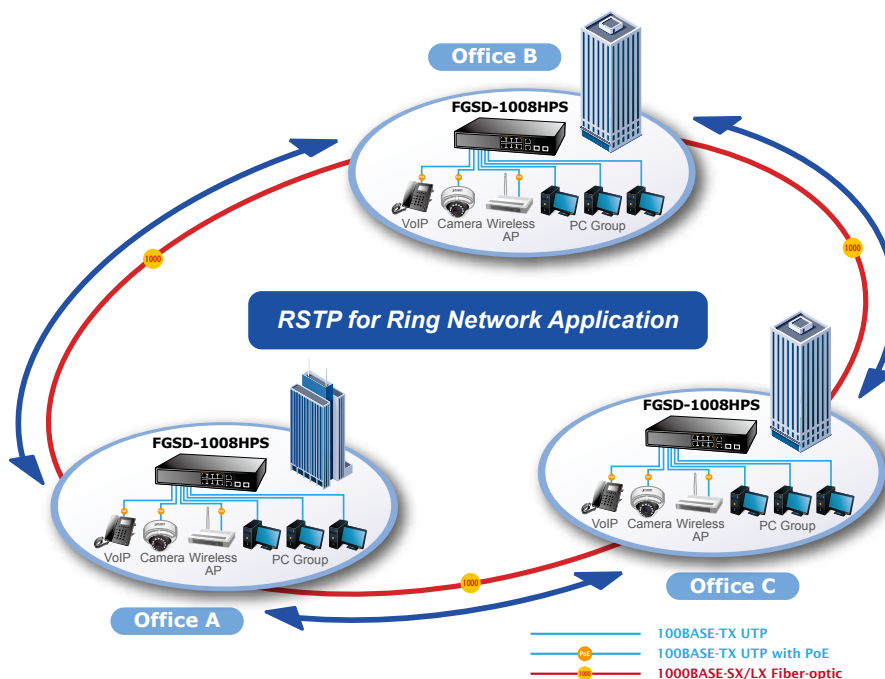 Office B
FGSD-1008HPS
VoIP Camera Wireless AP PC Group
1000
1000
RSTP for Ring Network Application
FGSD-1008HPS
VoIP Camera Wireless AP PC Group
FGSD-1008HPS
VoIP Camera Wireless AP PC Group
1000
Office A
Office C
100BASE-TX UTP
PoE 100BASE-TX UTP with PoE
1000 1000BASE-SX/LX Fiber-optic